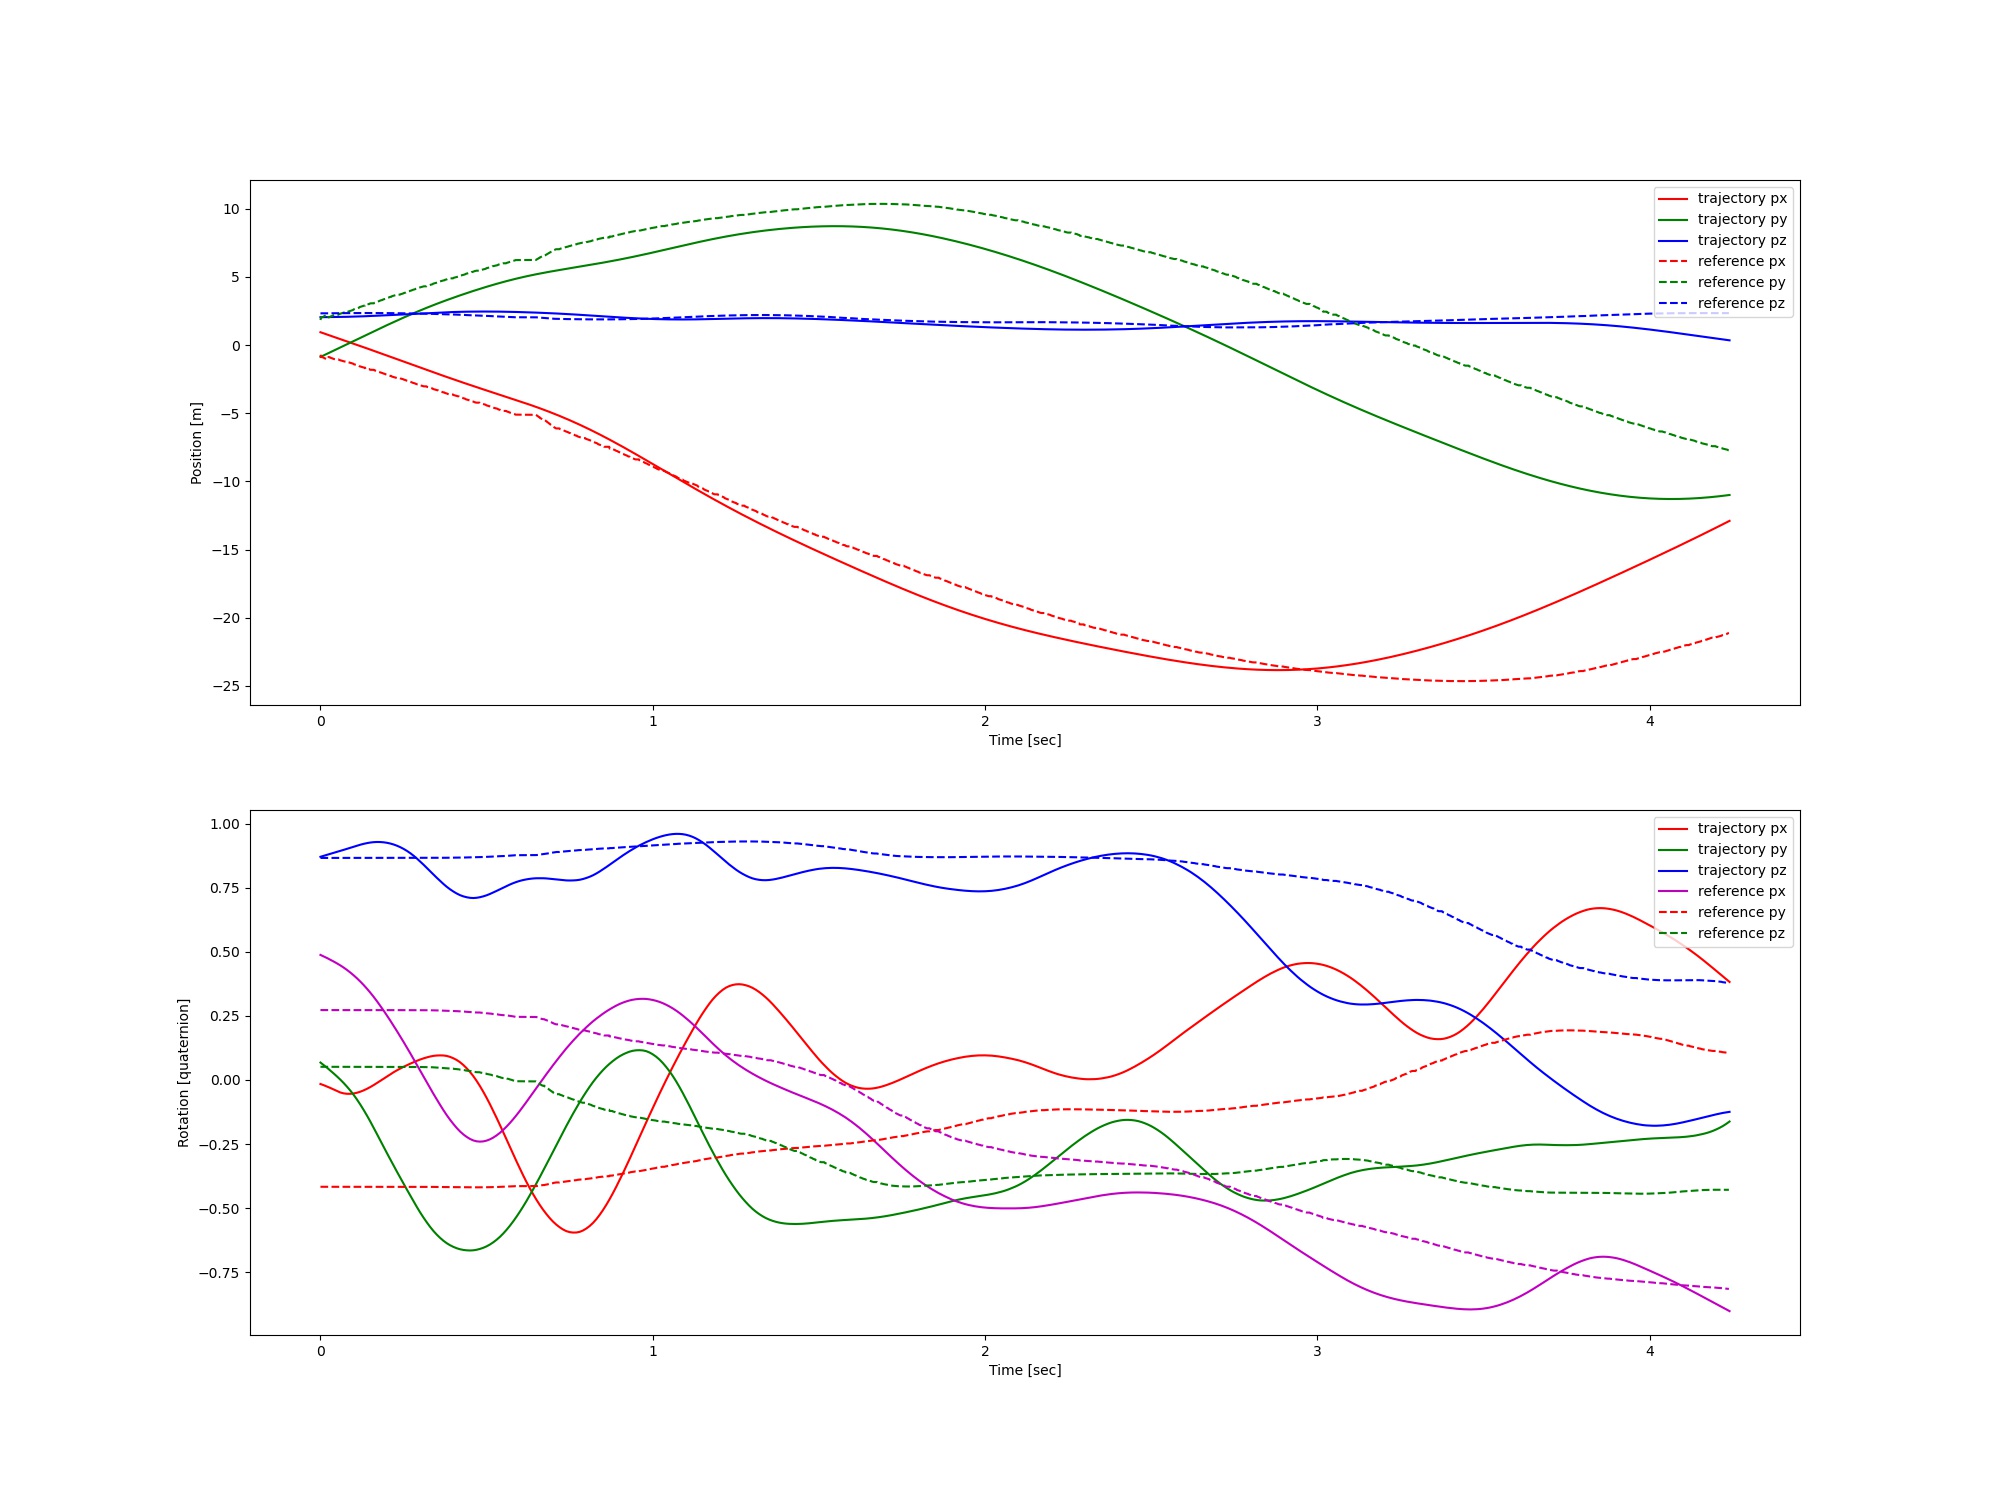 10
5
0
−5
−10
−15
−20
−25
Position [m]
trajectory px
trajectory py
trajectory pz
reference px
reference py
reference pz
0 1 2 3 4
Time [sec]
1.00
0.75
0.50
0.25
0.00
−0.25
−0.50
−0.75
Rotation [quaternion]
trajectory px
trajectory py
trajectory pz
reference px
reference py
reference pz
0 1 2 3 4
Time [sec]